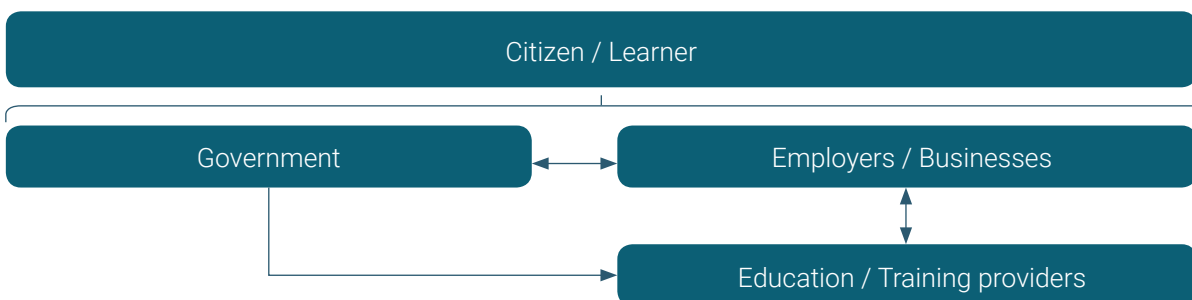 Citizen / Learner
Government
Employers / Businesses
Education / Training providers